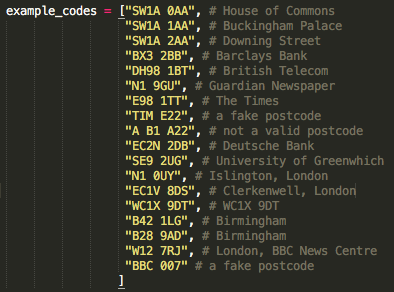 example_codes = ["SW1A 0AA", # House of Commons
"SW1A 1AA", # Buckingham Palace
"SW1A 2AA", # Downing Street
"BX3 2BB", # Barclays Bank
"DH98 1BT", # British Telecom
"N1 9GU", # Guardian Newspaper
"E98 1TT", # The Times
"TIM E22", # a fake postcode
"A B1 A22", # not a valid postcode
"EC2N 2DB", # Deutsche Bank
"SE9 2UG", # University of Greenwhich
"N1 0UY", # Islington, London
"EC1V 8DS", # Clerkenwell, London
"WC1X 9DT", # WC1X 9DT
"B42 1LG", # Birmingham
"B28 9AD", # Birmingham
"W12 7RJ", # London, BBC News Centre
"BBC 007" # a fake postcode
]